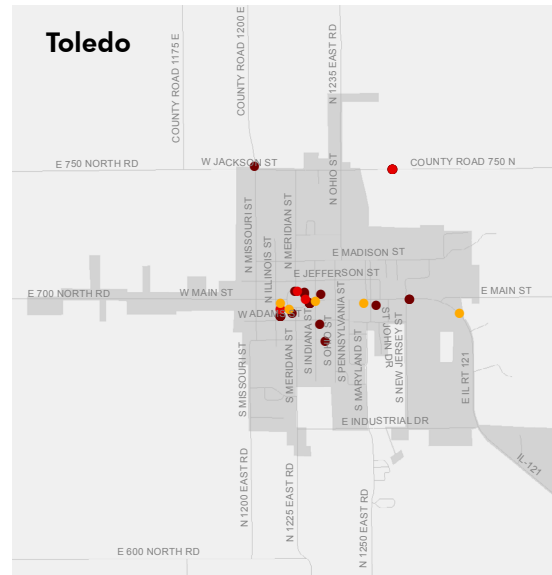 Toledo
COUNTY ROAD 1175 E
COUNTY ROAD 1200 E
N 1235 EAST RD
E 750 NORTH RD
W JACKSON ST
COUNTY ROAD 750 N
N OHIO ST
N MISSOURI ST
N MERIDIAN ST
N ILLINOIS ST
E MADISON ST
E JEFFERSON ST
E 700 NORTH RD
W MAIN ST
E MAIN ST
W ADAMS ST
S MISSOURI ST
S MERIDIAN ST
S INDIANA ST
S OHIO ST
S PENNSYLVANIA ST
S MARYLAND ST
ST JOHN DR
S NEW JERSEY ST
E IL RT 121
E INDUSTRIAL DR
IL-121
N 1200 EAST RD
N 1225 EAST RD
N 1250 EAST RD
E 600 NORTH RD